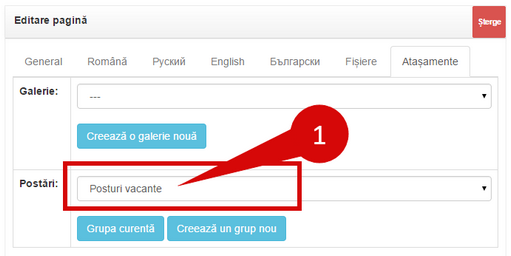 Editare pagină
Șterge
General Română Руский English Български Fișiere Atașamente
Galerie:
---
Creează o galerie nouă
1
Postări:
Posturi vacante
Grupa curentă Creează un grup nou